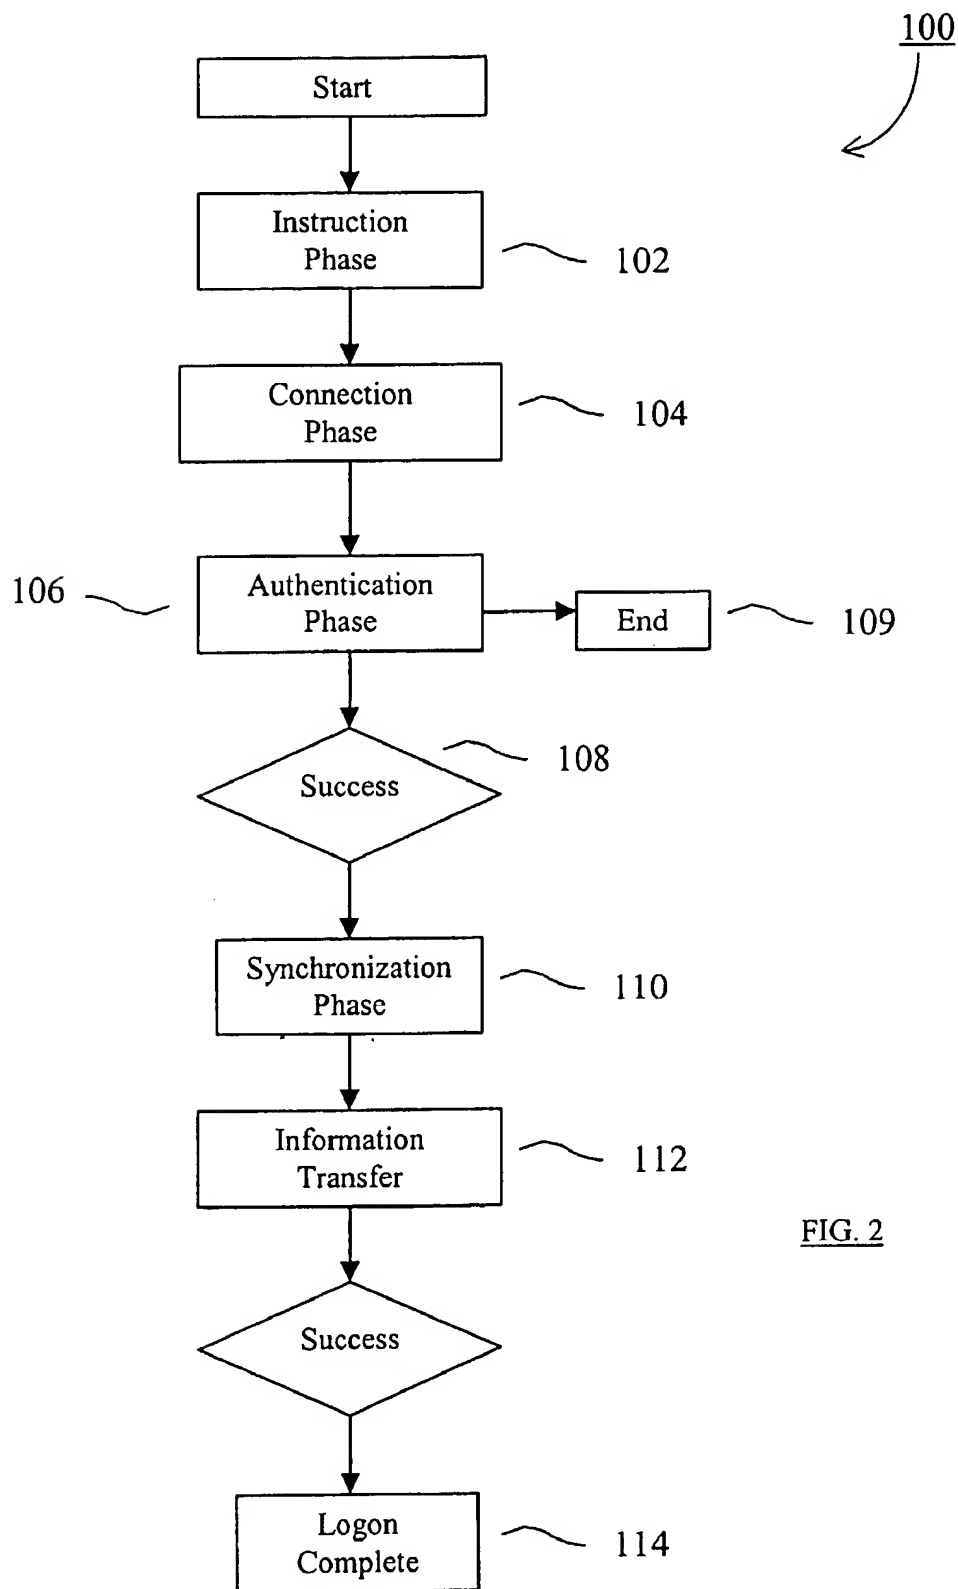 100
Start
Instruction
Phase
102
Connection
Phase
104
106
Authentication
Phase
End
109
Success
108
Synchronization
Phase
110
Information
Transfer
112
FIG. 2
Success
Logon
Complete
114